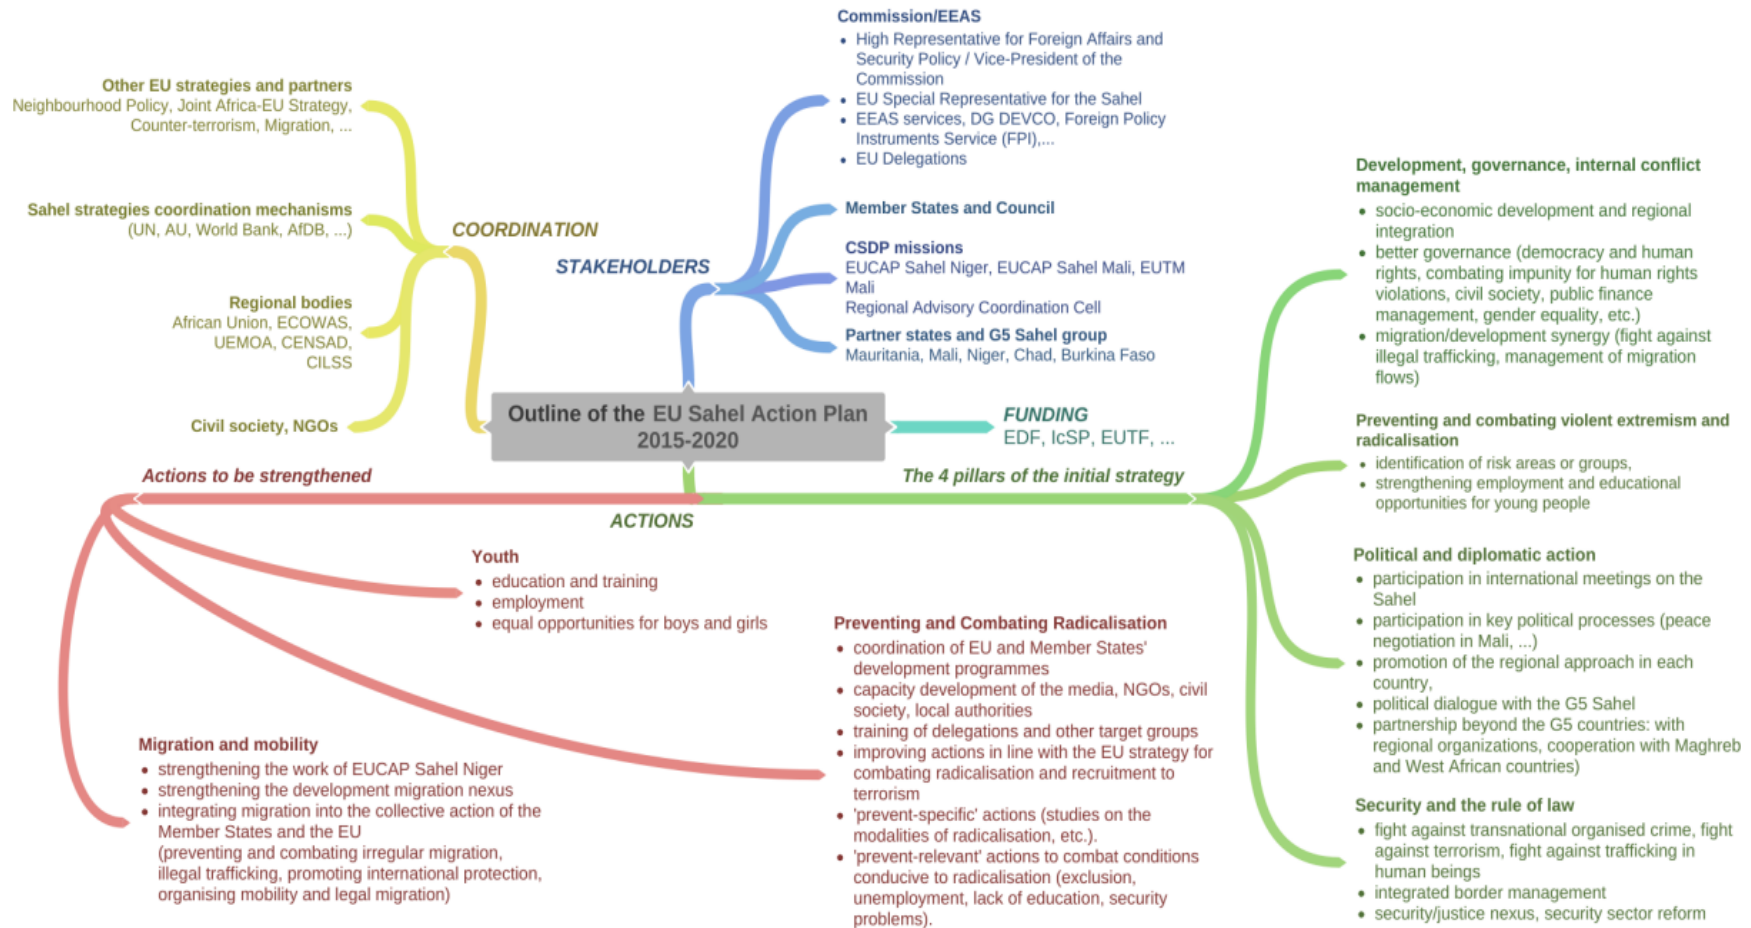 Outline of the EU Sahel Action Plan
2015-2020
COORDINATION
Other EU strategies and partners
Neighbourhood Policy, Joint Africa-EU Strategy,
Counter-terrorism, Migration, ...
Sahel strategies coordination mechanisms
(UN, AU, World Bank, AfDB, ...)
Regional bodies
African Union, ECOWAS,
UEMOA, CENSAD,
CILSS
Civil society, NGOs
STAKEHOLDERS
Commission/EEAS
• High Representative for Foreign Affairs and
Security Policy / Vice-President of the
Commission
• EU Special Representative for the Sahel
• EEAS services, DG DEVCO, Foreign Policy
Instruments Service (FPI),...
• EU Delegations
Member States and Council
CSDP missions
EUCAP Sahel Niger, EUCAP Sahel Mali, EUTM
Mali
Regional Advisory Coordination Cell
Partner states and G5 Sahel group
Mauritania, Mali, Niger, Chad, Burkina Faso
FUNDING
EDF, IcSP, EUTF, ...
ACTIONS
The 4 pillars of the initial strategy
Development, governance, internal conflict
management
• socio-economic development and regional
integration
• better governance (democracy and human
rights, combating impunity for human rights
violations, civil society, public finance
management, gender equality, etc.)
• migration/development synergy (fight against
illegal trafficking, management of migration
flows)
Preventing and combating violent extremism and
radicalisation
• identification of risk areas or groups,
• strengthening employment and educational
opportunities for young people
Political and diplomatic action
• participation in international meetings on the
Sahel
• participation in key political processes (peace
negotiation in Mali, ...)
• promotion of the regional approach in each
country,
• political dialogue with the G5 Sahel
• partnership beyond the G5 countries: with
regional organizations, cooperation with Maghreb
and West African countries)
Security and the rule of law
• fight against transnational organised crime, fight
against terrorism, fight against trafficking in
human beings
• integrated border management
• security/justice nexus, security sector reform
Actions to be strengthened
Youth
• education and training
• employment
• equal opportunities for boys and girls
Preventing and Combating Radicalisation
• coordination of EU and Member States'
development programmes
• capacity development of the media, NGOs, civil
society, local authorities
• training of delegations and other target groups
• improving actions in line with the EU strategy for
combating radicalisation and recruitment to
terrorism
• 'prevent-specific' actions (studies on the
modalities of radicalisation, etc.).
• 'prevent-relevant' actions to combat conditions
conducive to radicalisation (exclusion,
unemployment, lack of education, security
problems).
Migration and mobility
• strengthening the work of EUCAP Sahel Niger
• strengthening the development migration nexus
• integrating migration into the collective action of the
Member States and the EU
(preventing and combating irregular migration,
illegal trafficking, promoting international protection,
organising mobility and legal migration)